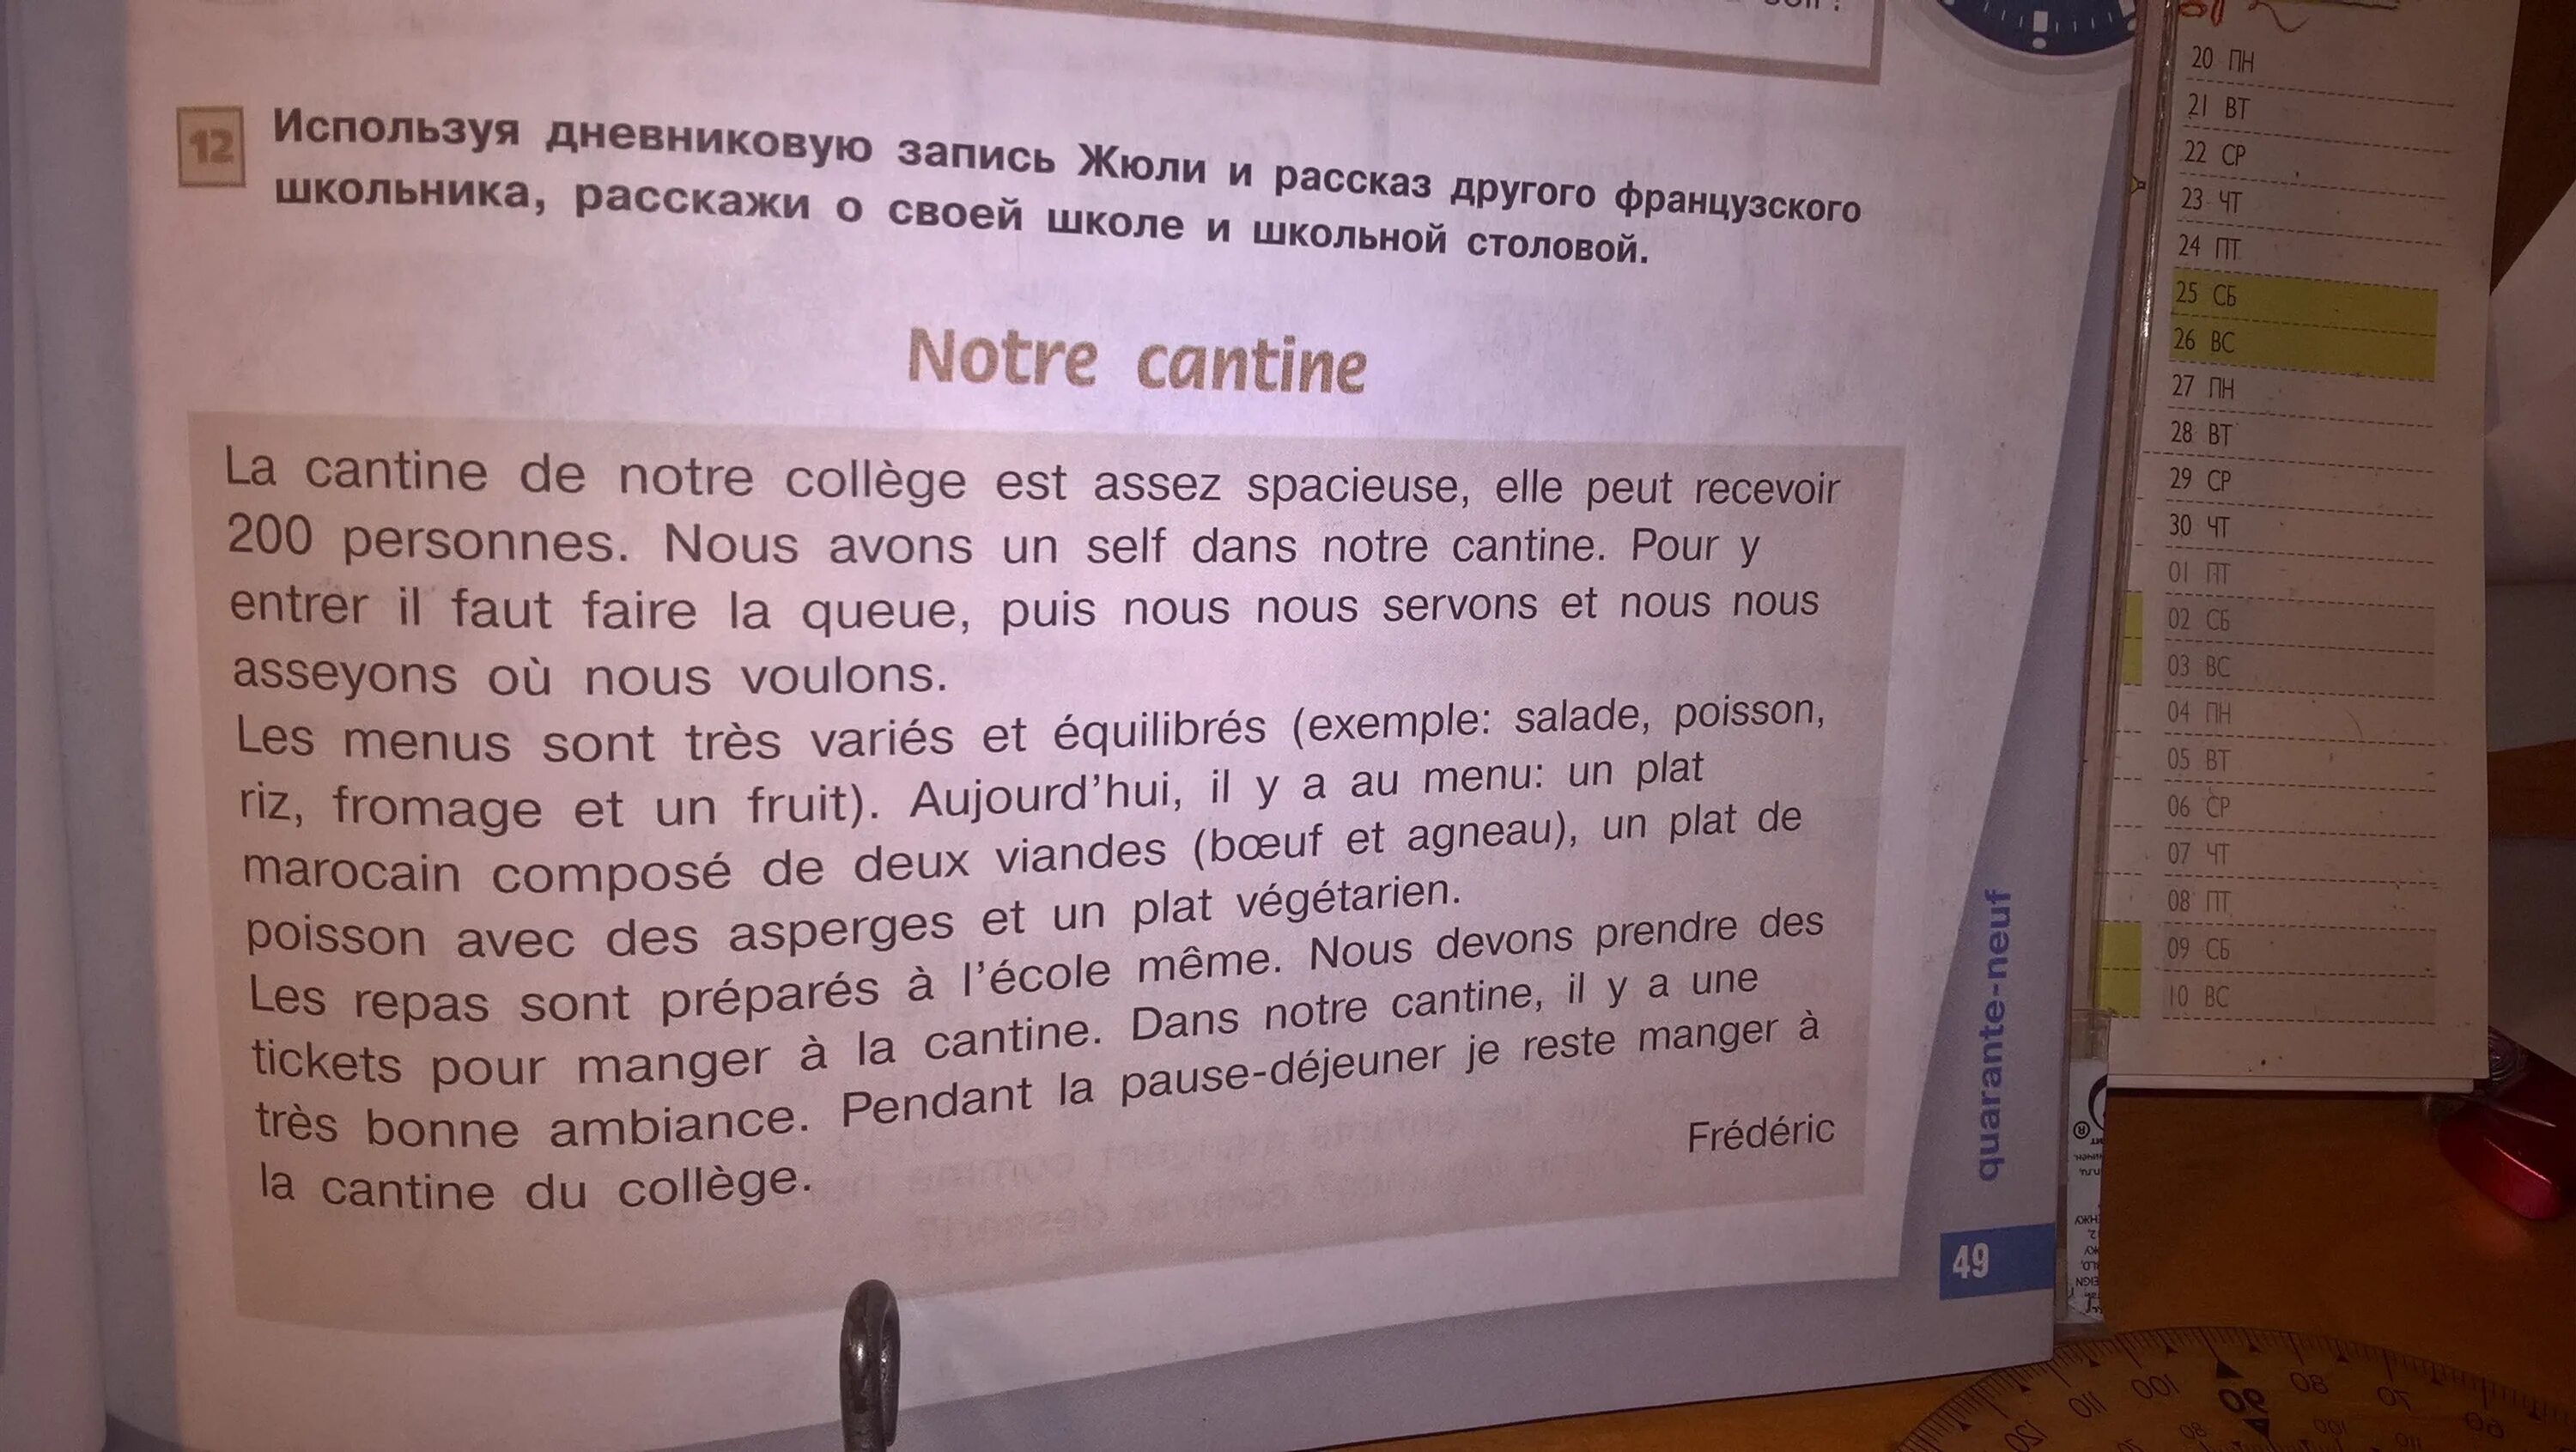 12
Используя дневниковую запись Жюли и рассказ другого французского
школьника, расскажи о своей школе и школьной столовой.
Notre cantine
La cantine de notre collège est assez spacieuse, elle peut recevoir
200 personnes. Nous avons un self dans notre cantine. Pour y
entrer il faut faire la queue, puis nous nous servons et nous nous
asseyons où nous voulons.
Les menus sont très variés et équilibrés (exemple: salade, poisson,
riz, fromage et un fruit). Aujourd’hui, il y a au menu: un plat
marocain composé de deux viandes (bœuf et agneau), un plat de
poisson avec des asperges et un plat végétarien.
Les repas sont préparés à l’école même. Nous devons prendre des
tickets pour manger à la cantine. Dans notre cantine, il y a une
très bonne ambiance. Pendant la pause-déjeuner je reste manger à
la cantine du collège.
Frédéric
quarante-neuf
49
20 ПН
21 ВТ
22 СР
23 ЧТ
24 ПТ
25 СБ
26 ВС
27 ПН
28 ВТ
29 СР
30 ЧТ
01 ПТ
02 СБ
03 ВС
04 ПН
05 ВТ
06 СР
07 ЧТ
08 ПТ
09 СБ
10 ВС
110
100
90
80
70